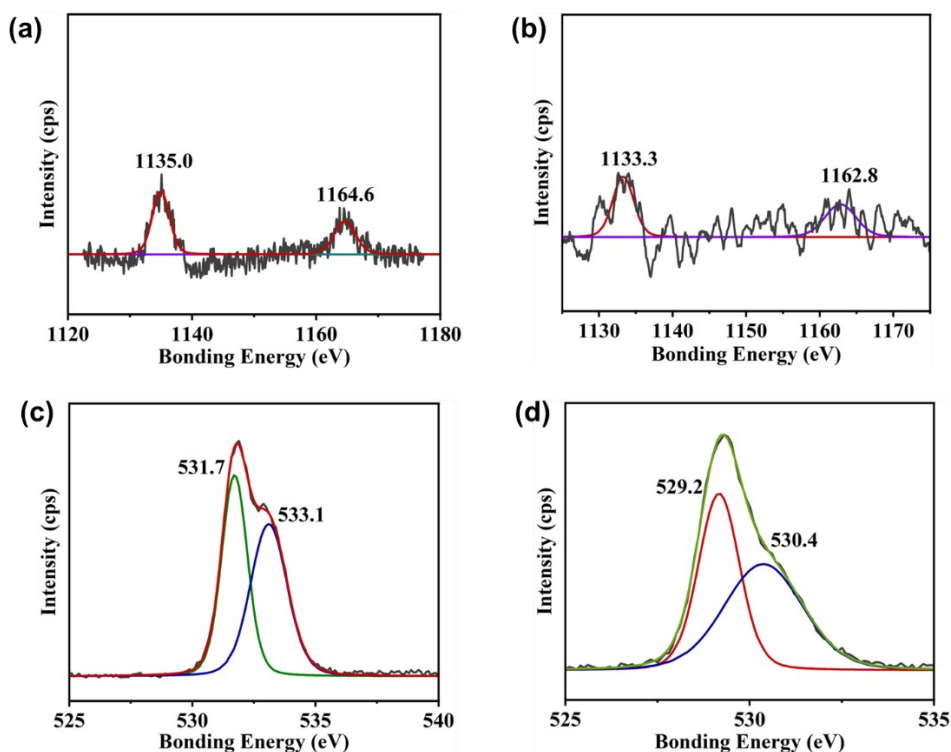 (a)
Intensity (cps)
1135.0
1164.6
1120 1140 1160 1180
Bonding Energy (eV)
(b)
Intensity (cps)
1133.3
1162.8
1130 1140 1150 1160 1170
Bonding Energy (eV)
(c)
Intensity (cps)
531.7
533.1
525 530 535 540
Bonding Energy (eV)
(d)
Intensity (cps)
529.2
530.4
525 530 535
Bonding Energy (eV)